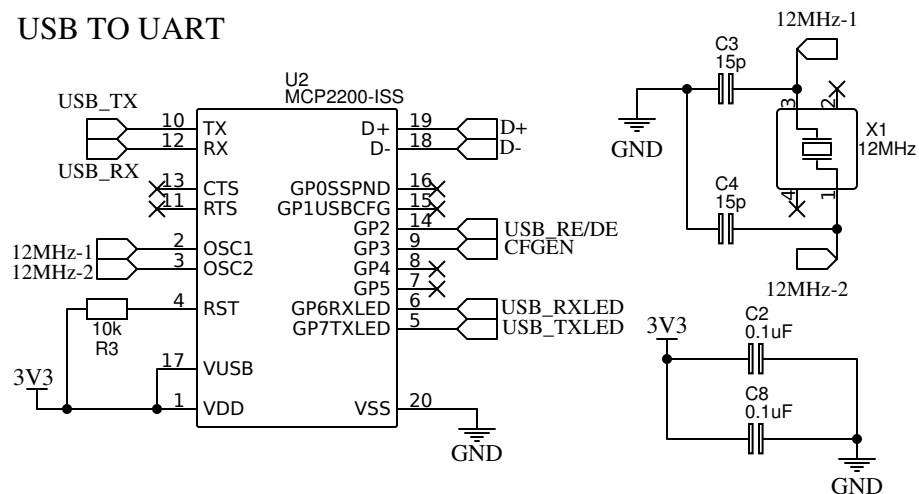 USB TO UART
12MHz-1
C3
15p
U2
MCP2200-ISS
USB_TX
10 TX D+ 19 D+
12 RX D- 18 D-
USB_RX
13 CTS GP0SSPND 16
11 RTS GP1USBCFG 15
GP2 14 USB_RE/DE
12MHz-1 2 OSC1 GP3 9 CFGEN
12MHz-2 3 OSC2 GP4 8
GP5 7
4 RST GP6RXLED 6 USB_RXLED
GP7TXLED 5 USB_TXLED
10k
R3
17 VUSB
3V3
1 VDD VSS 20
GND
GND
3 2
X1
12MHz
C4
15p
4 1
12MHz-2
3V3
C2
0.1uF
C8
0.1uF
GND